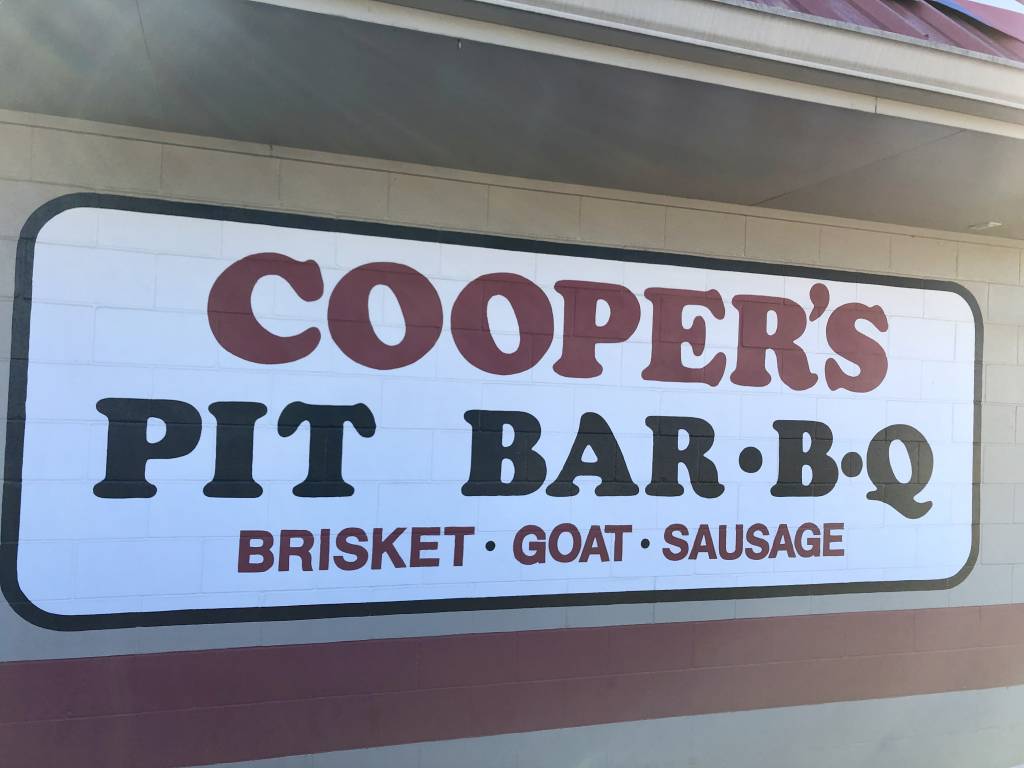 COOPER'S
PIT BAR•B•Q
BRISKET • GOAT • SAUSAGE